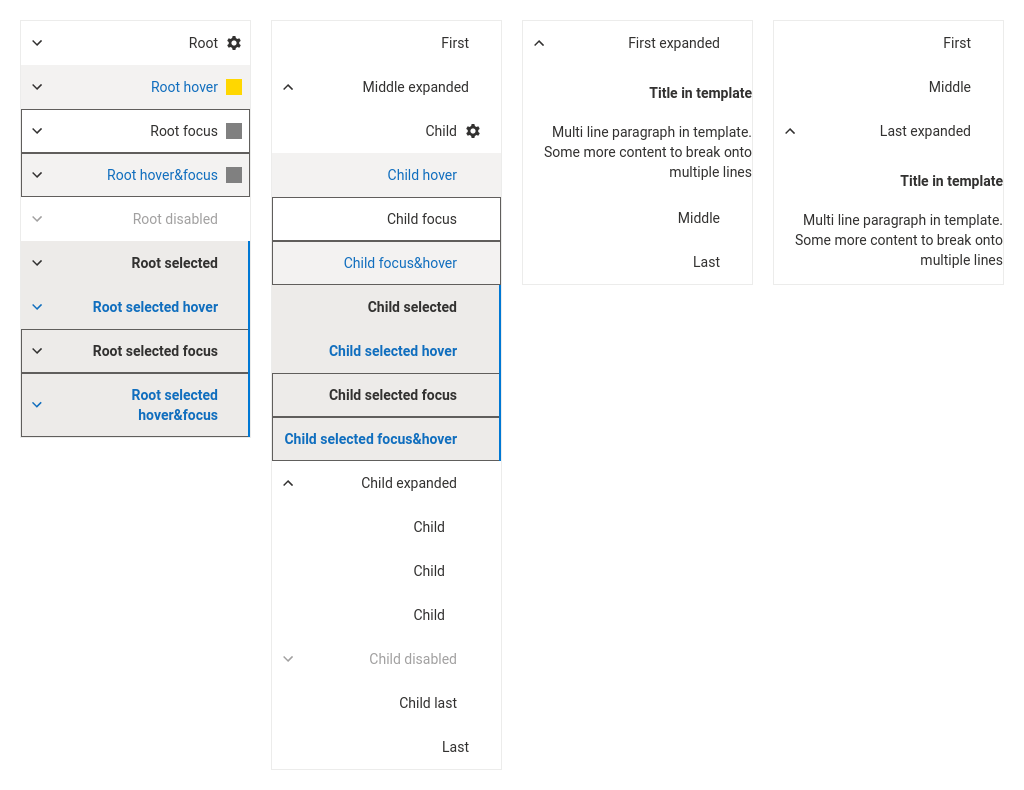 Root
Root hover
Root focus
Root hover&focus
Root disabled
Root selected
Root selected hover
Root selected focus
Root selected
hover&focus
First
Middle expanded
Child
Child hover
Child focus
Child focus&hover
Child selected
Child selected hover
Child selected focus
Child selected focus&hover
Child expanded
Child
Child
Child
Child disabled
Child last
Last
First expanded
Title in template
Multi line paragraph in template.
Some more content to break onto
multiple lines
Middle
Last
First
Middle
Last expanded
Title in template
Multi line paragraph in template.
Some more content to break onto
multiple lines